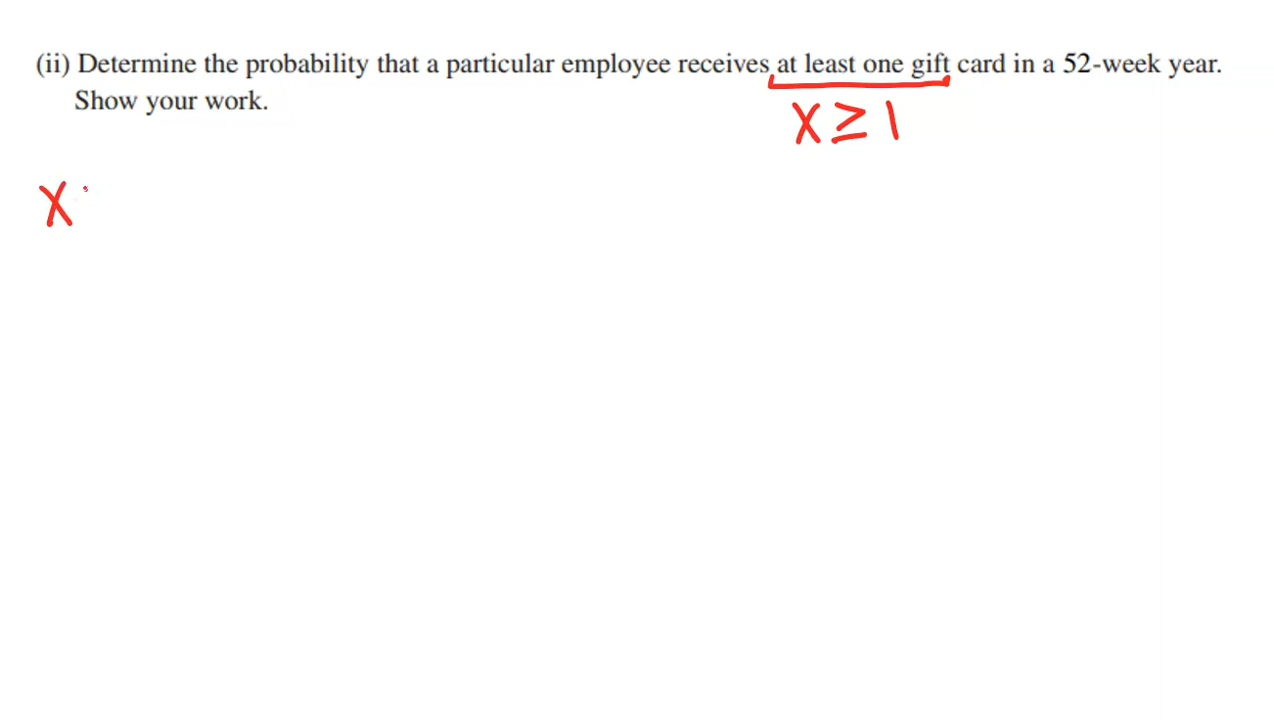 (ii) Determine the probability that a particular employee receives at least one gift card in a 52-week year.
Show your work.
X ≥ 1
X